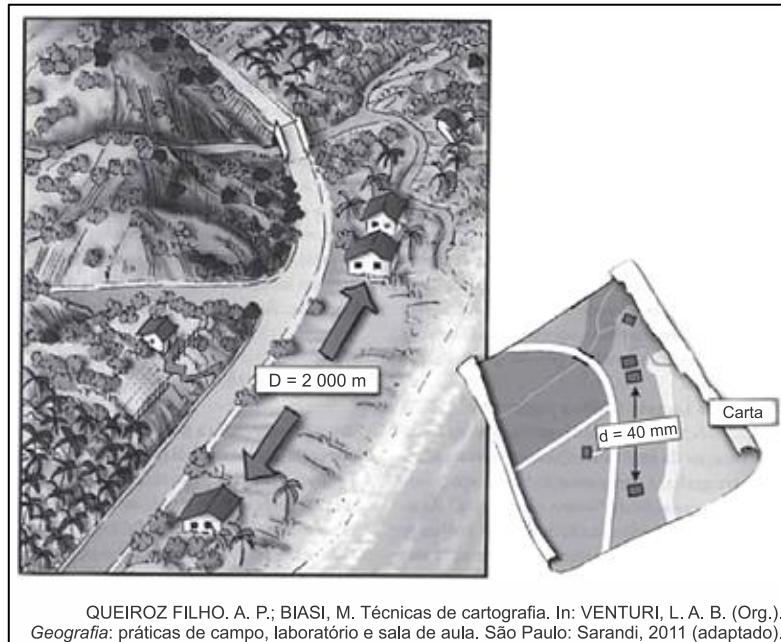 D = 2 000 m
Carta
d = 40 mm
QUEIROZ FILHO. A. P.; BIASI, M. Técnicas de cartografia. In: VENTURI, L. A. B. (Org.).
Geografia: práticas de campo, laboratório e sala de aula. São Paulo: Sarandi, 2011 (adaptado).